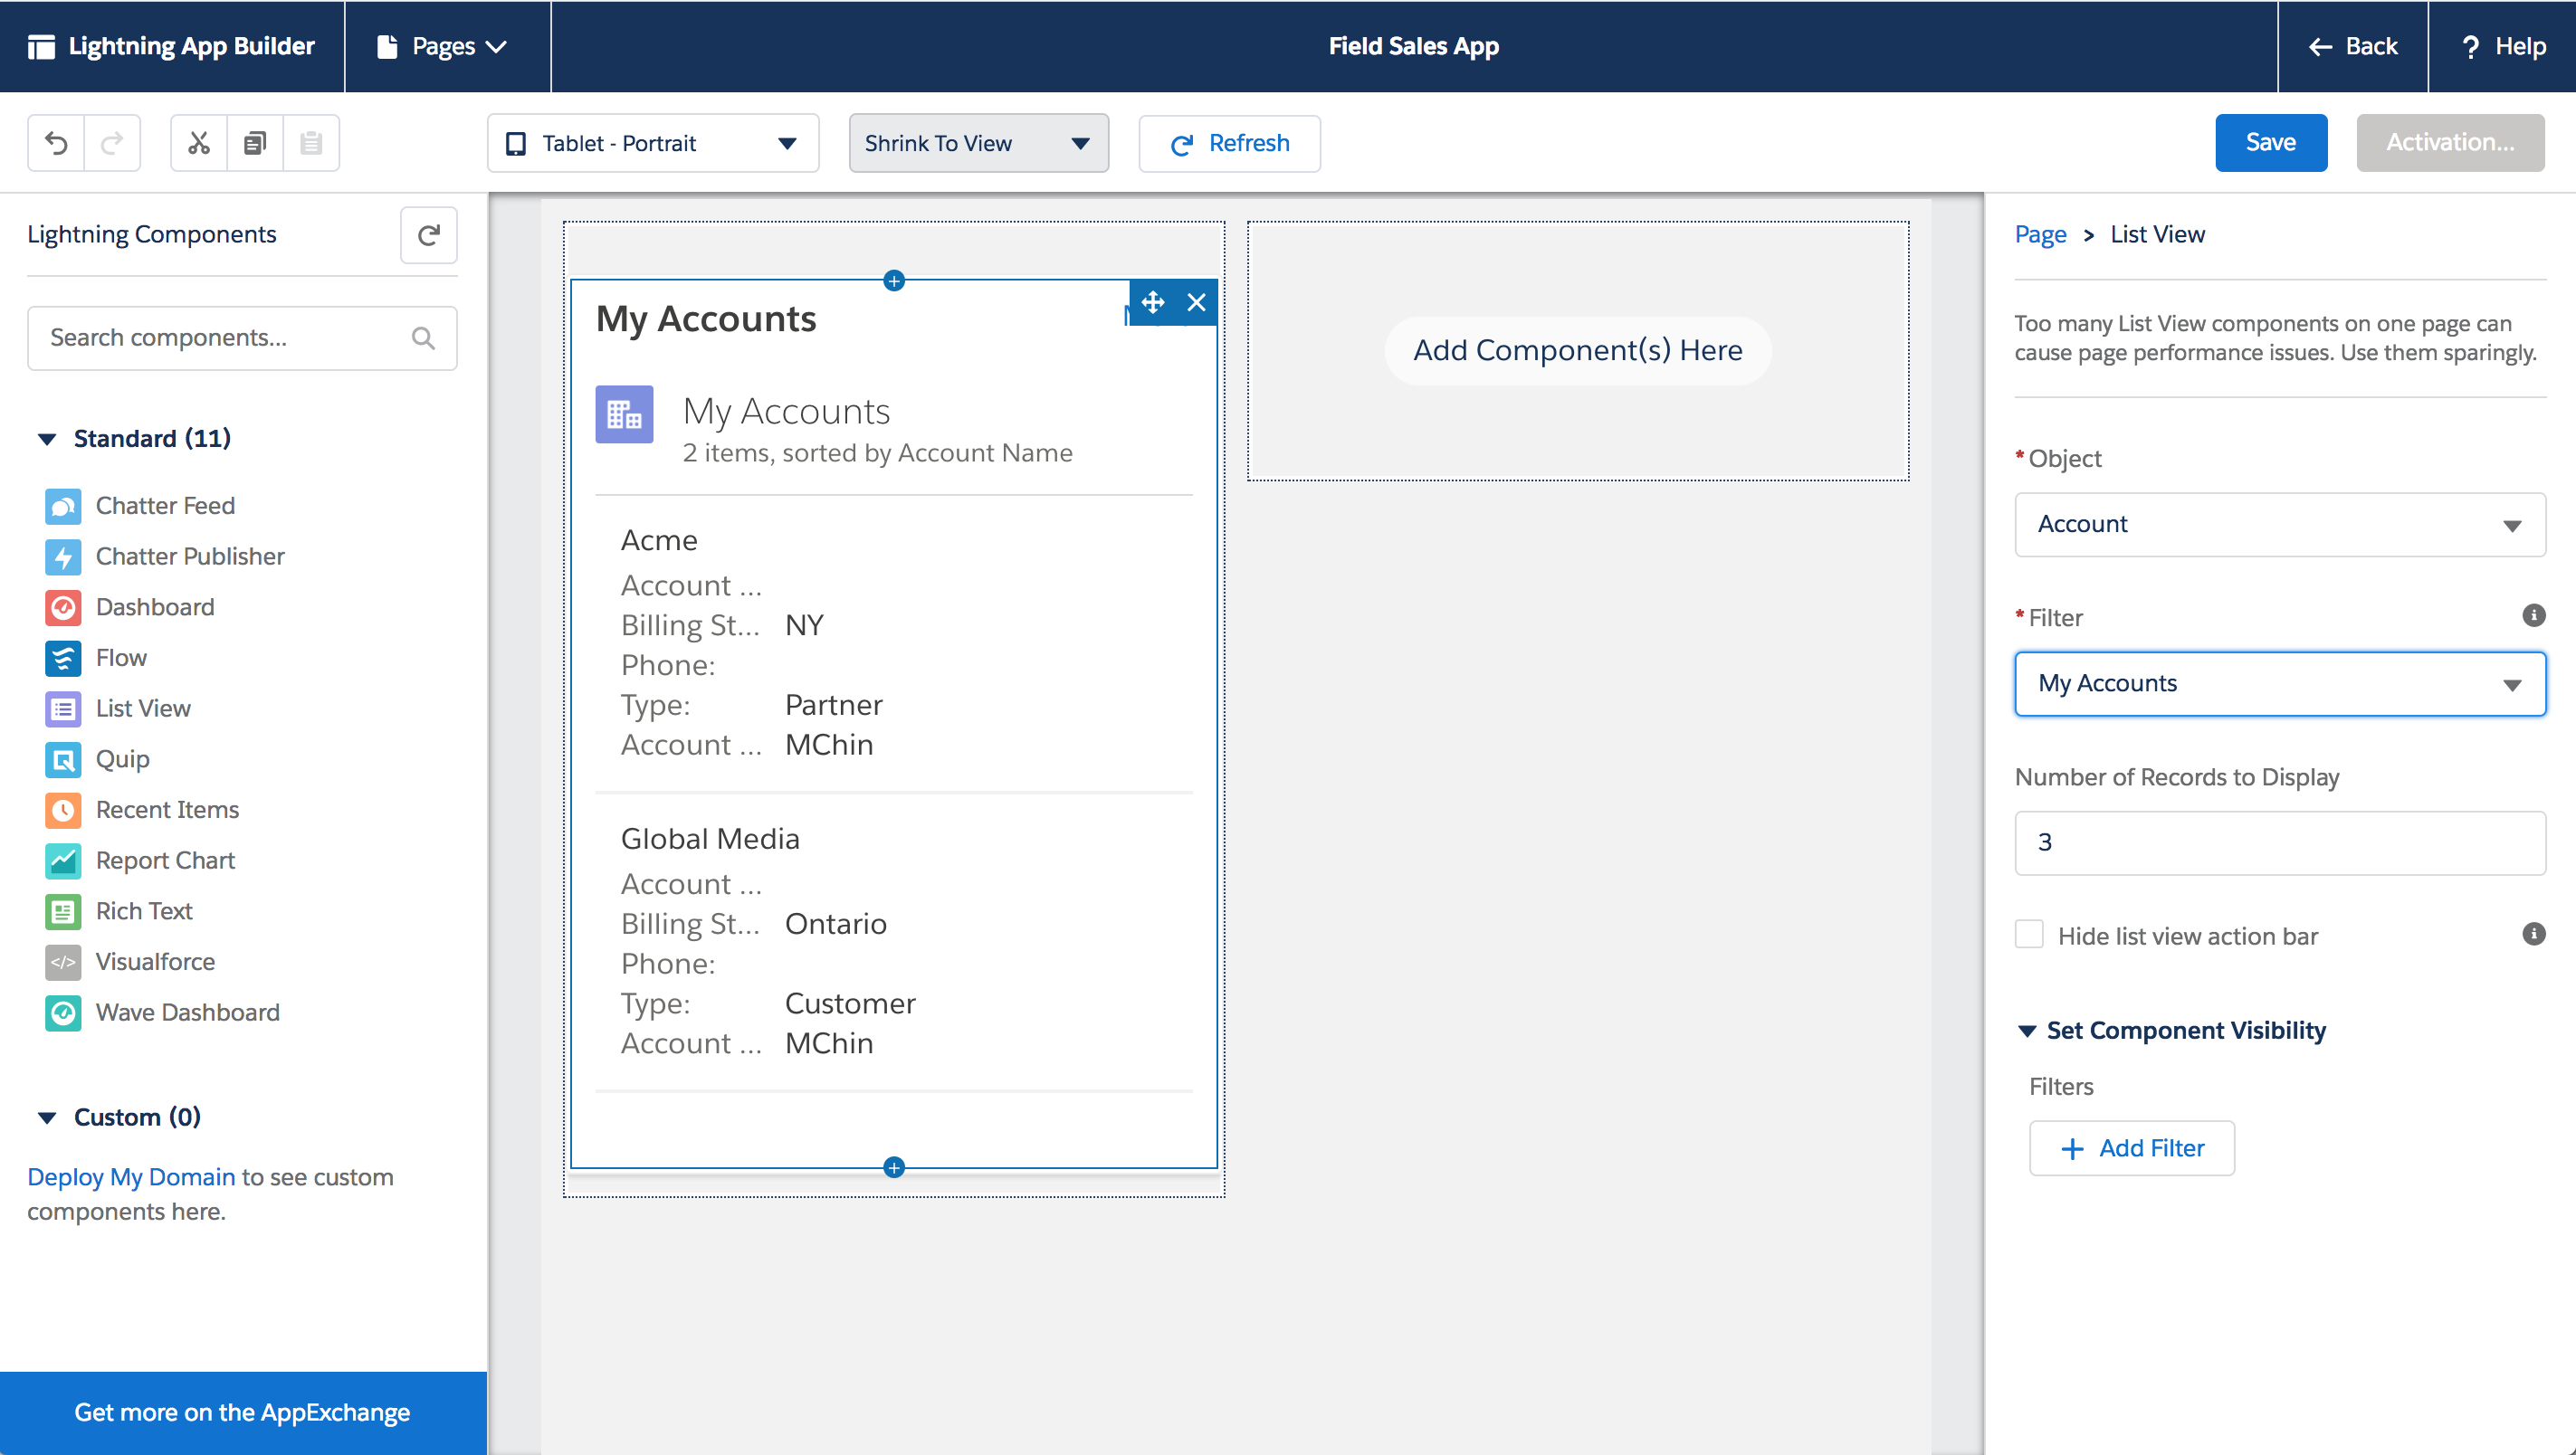 Lightning App Builder
Pages
Field Sales App
Back
? Help
Tablet - Portrait
Shrink To View
Refresh
Save
Activation...
Lightning Components
Search components...
Standard (11)
Chatter Feed
Chatter Publisher
Dashboard
Flow
List View
Quip
Recent Items
Report Chart
Rich Text
</> Visualforce
Wave Dashboard
Custom (0)
Deploy My Domain to see custom
components here.
Get more on the AppExchange
My Accounts
My Accounts
2 items, sorted by Account Name
Acme
Account ...
Billing St... NY
Phone:
Type: Partner
Account ... MChin
Global Media
Account ...
Billing St... Ontario
Phone:
Type: Customer
Account ... MChin
Add Component(s) Here
Page > List View
Too many List View components on one page can
cause page performance issues. Use them sparingly.
* Object
Account
* Filter
My Accounts
Number of Records to Display
3
Hide list view action bar
Set Component Visibility
Filters
+ Add Filter